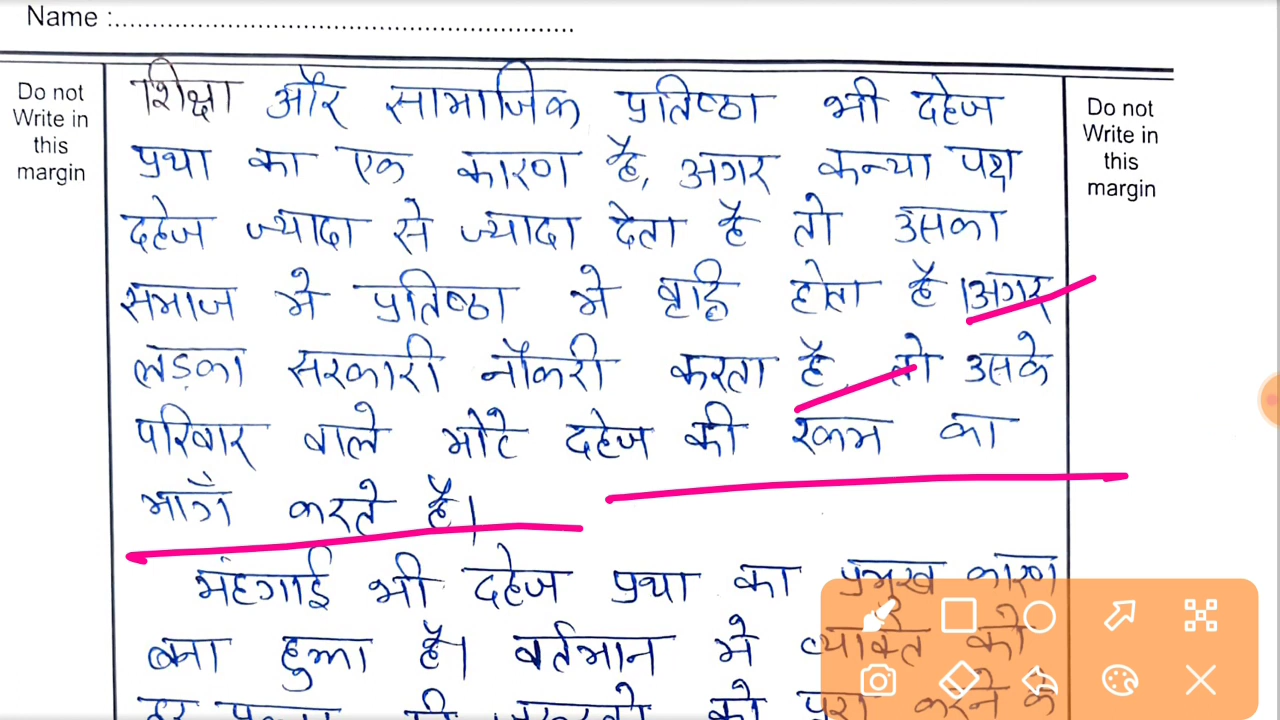 Name :
Do not
Write in
this
margin
शिक्षा और सामाजिक प्रतिष्ठा भी दहेज
प्रथा का एक कारण है, अगर कन्या पक्ष
दहेज ज्यादा से ज्यादा देता है तो उसका
समाज मे प्रतिष्ठा मे होता है।अगर
लड़का सरकारी नौकरी करता है, तो उसके
परिवार वाले मोटे दहेज की रकम का
मागँ करते है।
मंहगाई भी दहेज प्रथा का प्रमुख कारण
बना हुआ है। वर्तमान मे व्यक्ति को
को पुरा करने के
Do not
Write in
this
margin